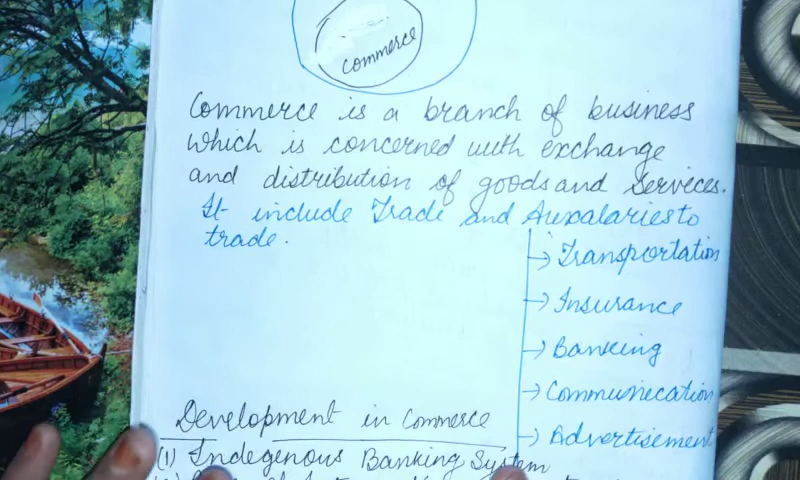 commerce
Commerce is a branch of business
which is concerned with exchange
and distribution of goods and Serveces.
It include Trade and Auxalaries to
trade.
→ Transportation
→ Insurance
→ Banking
→ Communication
→ Advertisement
Development in Commerce
(1) Indegenous Banking System